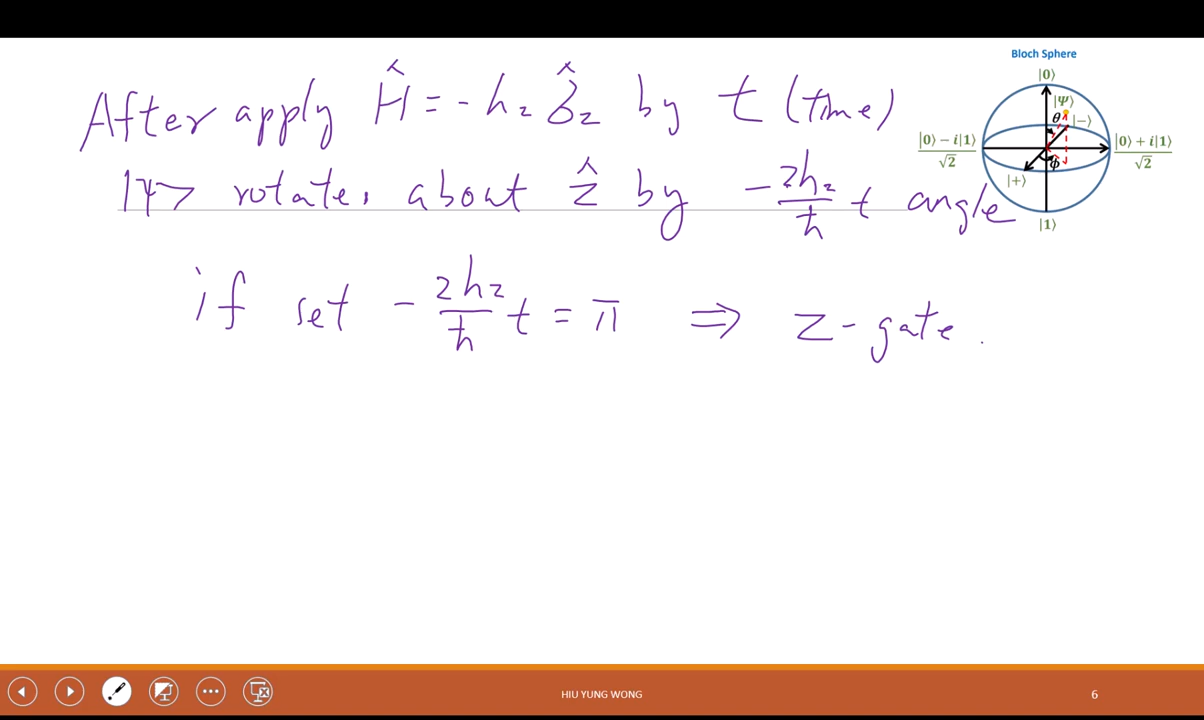 Bloch Sphere
|0⟩
After apply Ĥ = - h_z σ̂_z by t (time)
|Ψ⟩
θ
|−⟩
|0⟩ − i|1⟩ / √2
|0⟩ + i|1⟩ / √2
ϕ
|+⟩
|1⟩
|ψ> rotate, about ẑ by - 2h_z/ħ t angle
if set - 2h_z/ħ t = π ⇒ z-gate.
HIU YUNG WONG
6